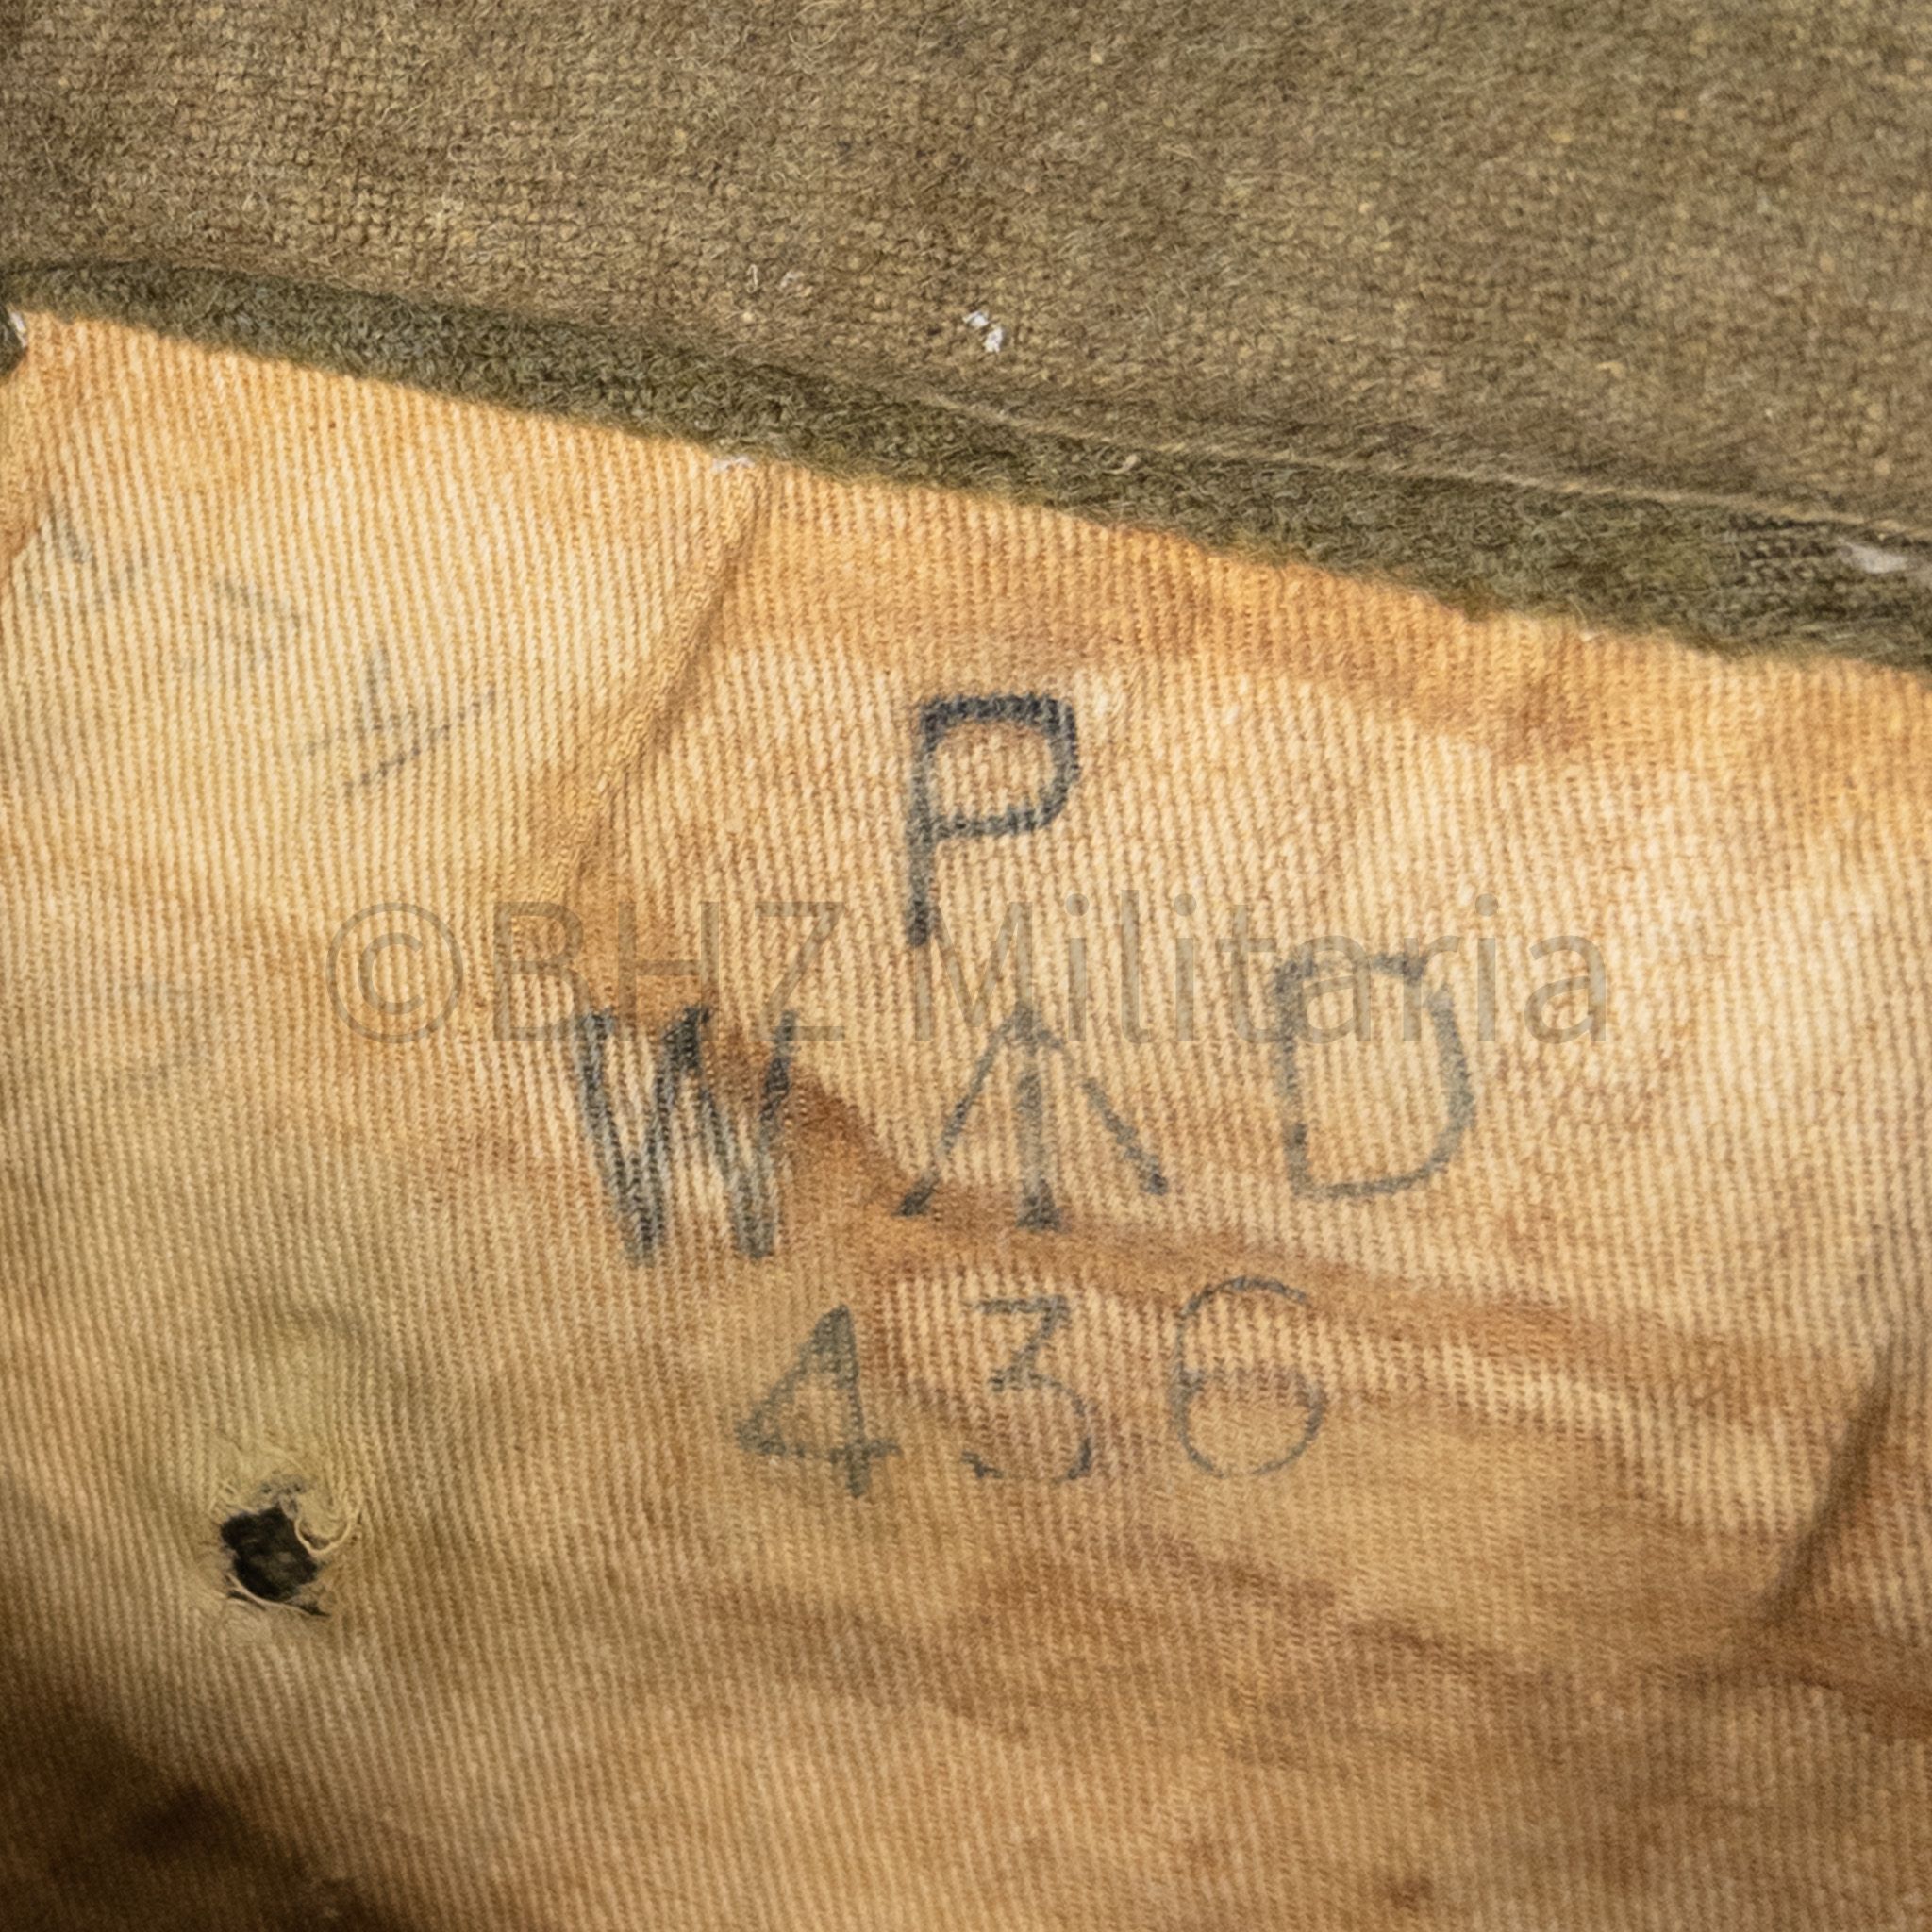 P
©BHZ Militaria
W ↑ D
436